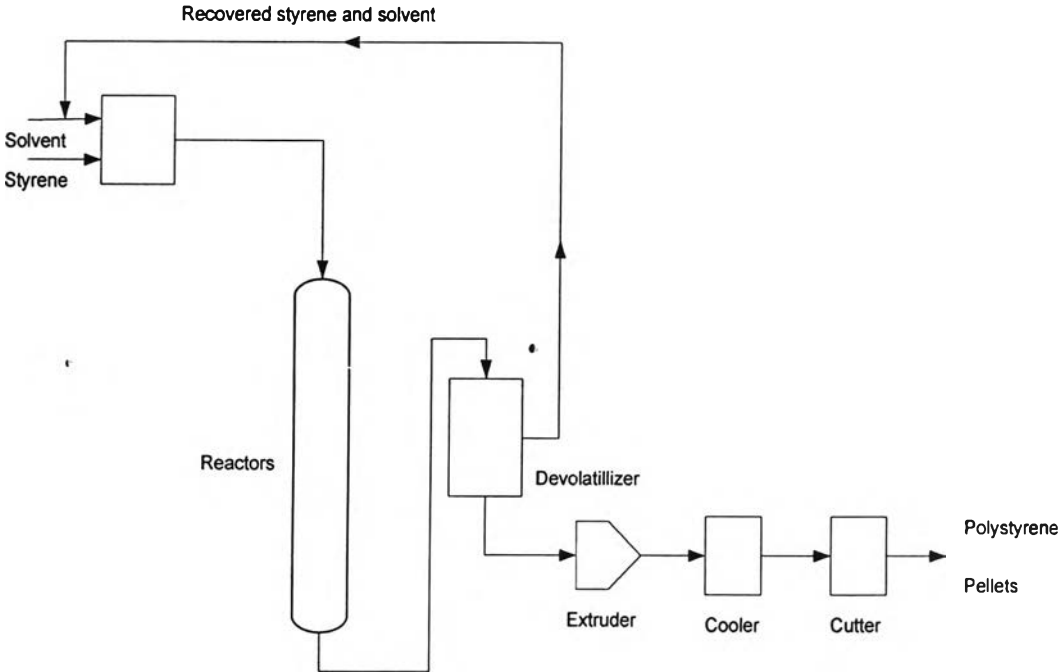 Recovered styrene and solvent
Solvent
Styrene
Reactors
Devolatillizer
Extruder
Cooler
Cutter
Polystyrene
Pellets